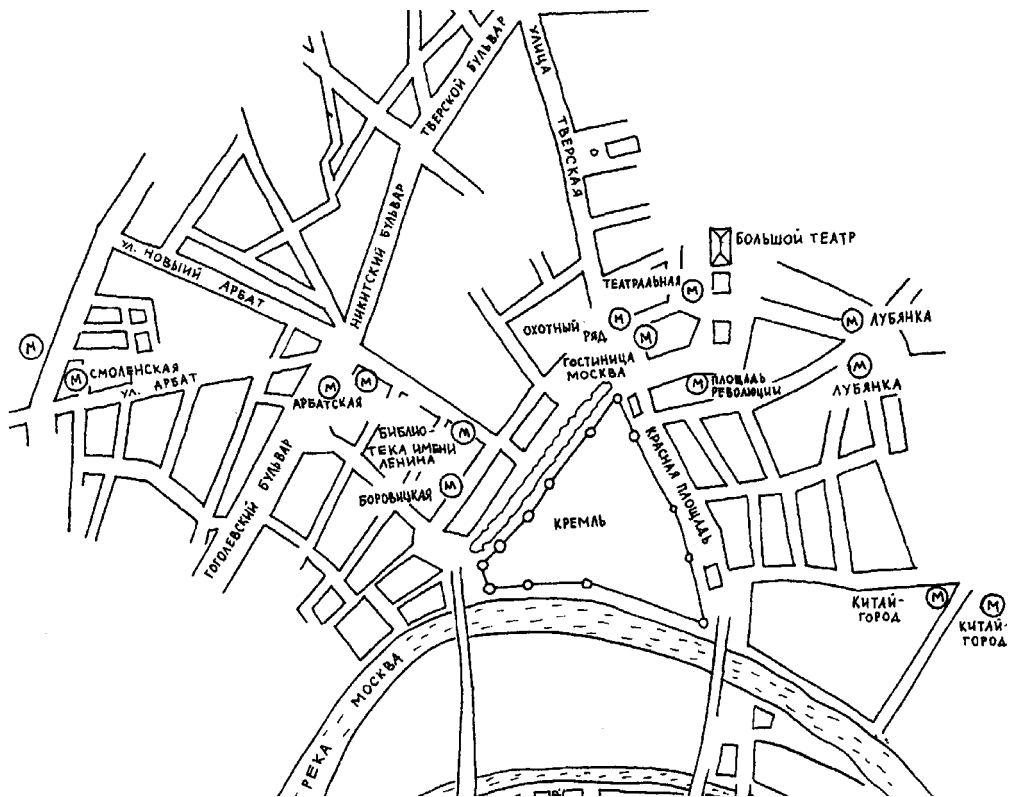 ТВЕРСКОЙ БУЛЬВАР
УЛИЦА ТВЕРСКАЯ
НИКИТСКИЙ БУЛЬВАР
БОЛЬШОЙ ТЕАТР
УЛ. НОВЫИЙ АРБАТ
ТЕАТРАЛЬНАЯ
М
М
М
ОХОТНЫЙ РЯД
М
ЛУБЯНКА
М
ЛУБЯНКА
ГОСТИНИЦА
МОСКВА
М
ПЛОЩАДЬ
РЕВОЛЮЦИИ
М
М
СМОЛЕНСКАЯ
УЛ. АРБАТ
М
М
АРБАТСКАЯ
М
БИБЛИО-
ТЕКА ИМЕНИ
ЛЕНИНА
М
БОРОВИЦКАЯ
ГОГОЛЕВСКИЙ БУЛЬВАР
КРАСНАЯ ПЛОЩАДЬ
КРЕМЛЬ
М
КИТАЙ-
ГОРОД
М
КИТАЙ-
ГОРОД
РЕКА МОСКВА